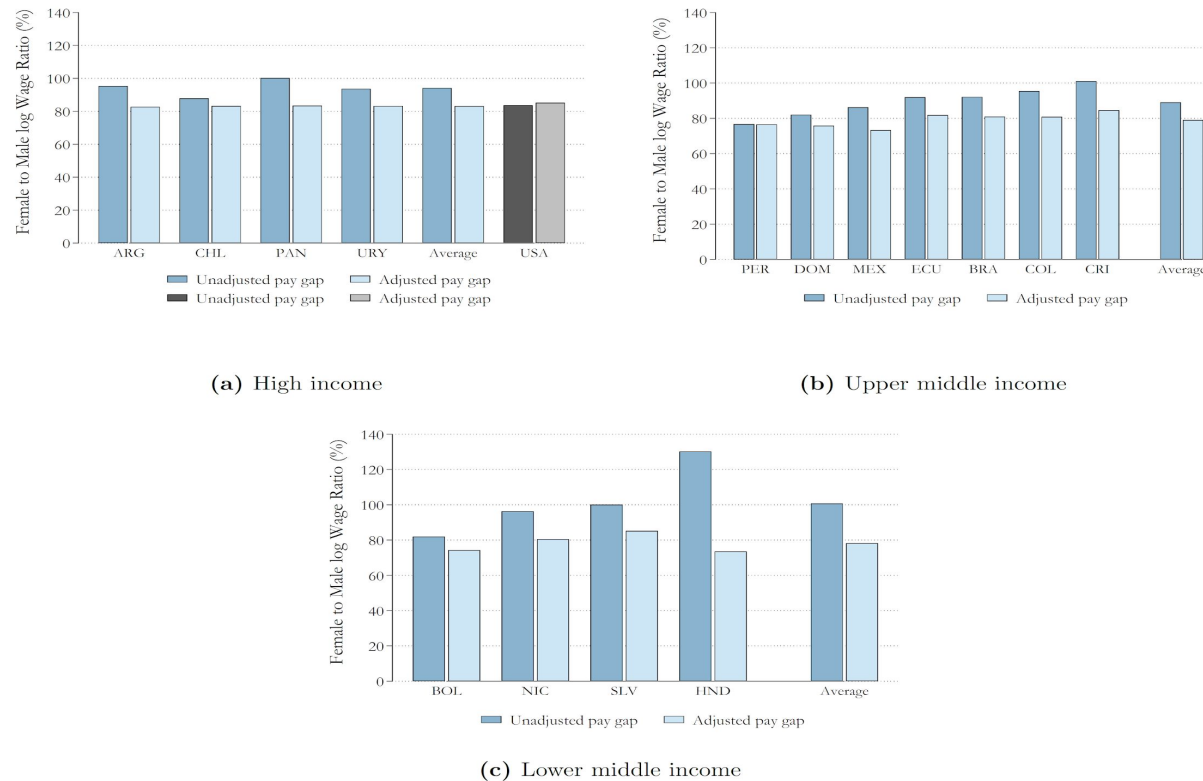 Female to Male log Wage Ratio (%)
140
120
100
80
60
40
20
0
ARG CHL PAN URY Average USA
Unadjusted pay gap Adjusted pay gap
Unadjusted pay gap Adjusted pay gap
(a) High income
Female to Male log Wage Ratio (%)
140
120
100
80
60
40
20
0
PER DOM MEX ECU BRA COL CRI Average
Unadjusted pay gap Adjusted pay gap
(b) Upper middle income
Female to Male log Wage Ratio (%)
140
120
100
80
60
40
20
0
BOL NIC SLV HND Average
Unadjusted pay gap Adjusted pay gap
(c) Lower middle income